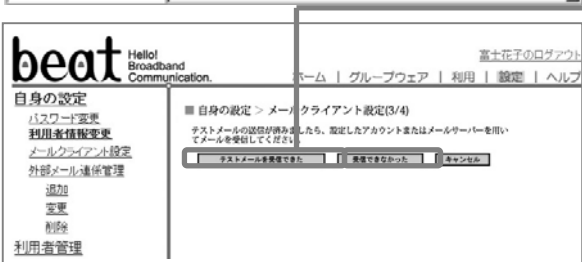 beat Hello!
Broadband
Communication.
富士花子のログアウト
ホーム | グループウェア | 利用 | 設定 | ヘルプ
自身の設定
パスワード変更
利用者情報変更
メールクライアント設定
外部メール連係管理
追加
変更
削除
利用者管理
■ 自身の設定 > メールクライアント設定(3/4)
テストメールの送信が済みましたら、設定したアカウントまたはメールサーバーを用い
てメールを受信してください。
テストメールを受信できた 受信できなかった キャンセル